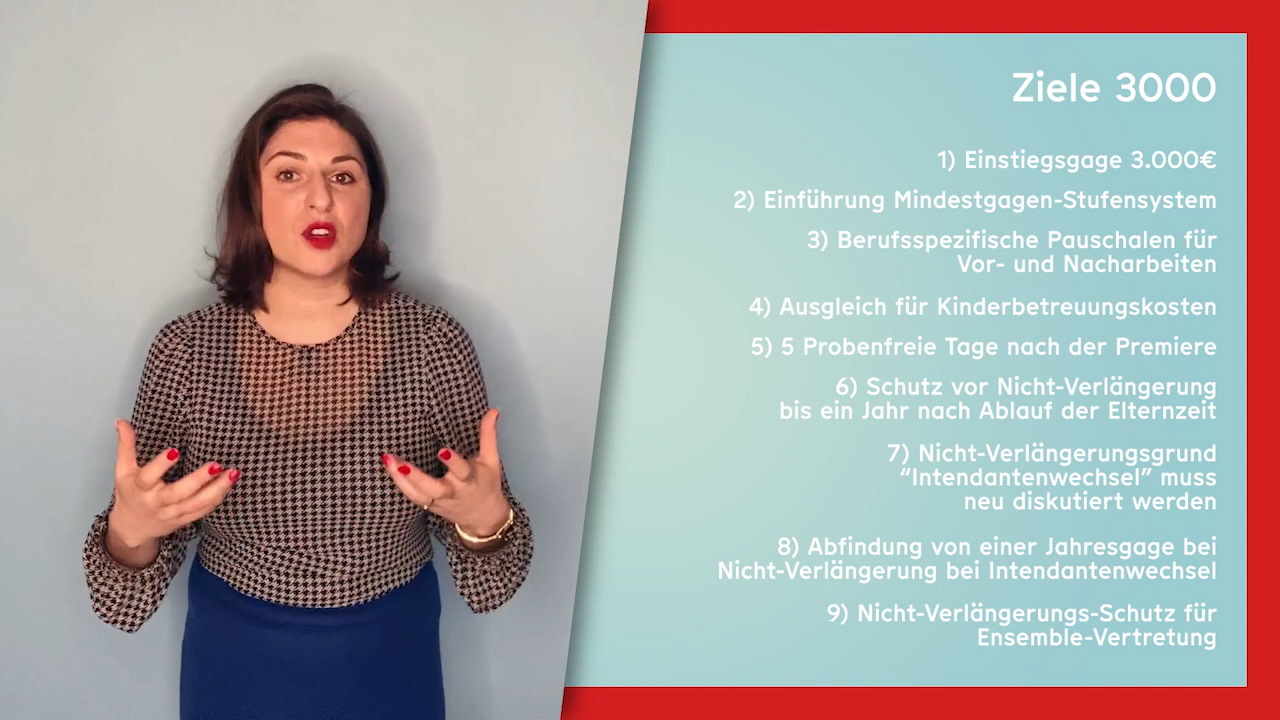 Ziele 3000
1) Einstiegsgage 3.000€
2) Einführung Mindestgagen-Stufensystem
3) Berufsspezifische Pauschalen für
Vor- und Nacharbeiten
4) Ausgleich für Kinderbetreuungskosten
5) 5 Probenfreie Tage nach der Premiere
6) Schutz vor Nicht-Verlängerung
bis ein Jahr nach Ablauf der Elternzeit
7) Nicht-Verlängerungsgrund
“Intendantenwechsel” muss
neu diskutiert werden
8) Abfindung von einer Jahresgage bei
Nicht-Verlängerung bei Intendantenwechsel
9) Nicht-Verlängerungs-Schutz für
Ensemble-Vertretung